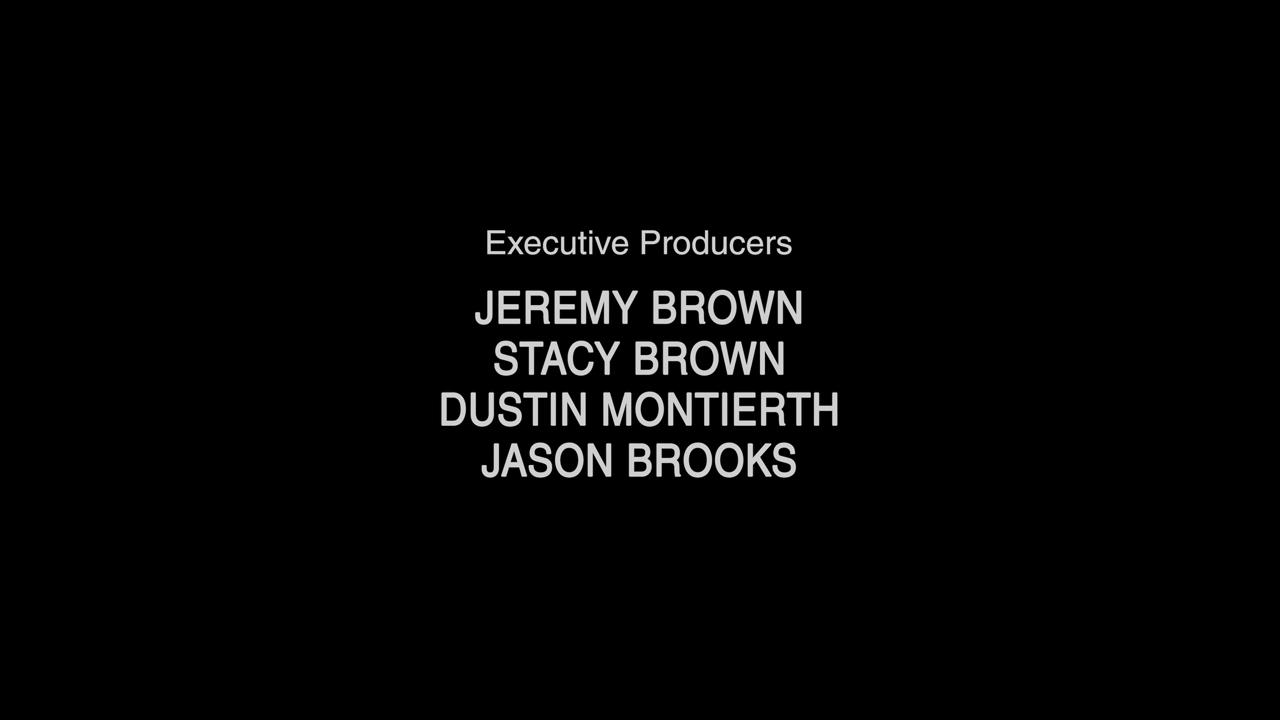 Executive Producers
JEREMY BROWN
STACY BROWN
DUSTIN MONTIERTH
JASON BROOKS